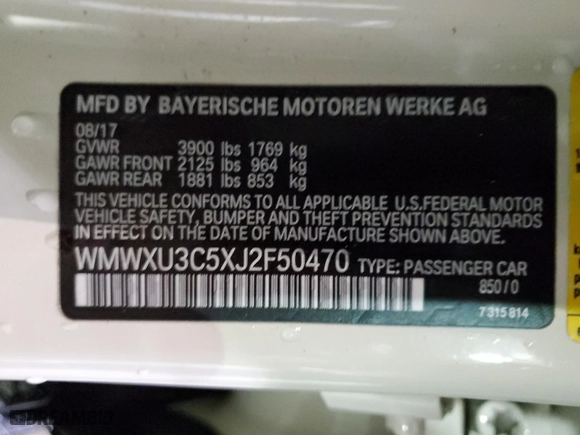 MFD BY BAYERISCHE MOTOREN WERKE AG
08/17
GVWR 3900 lbs 1769 kg
GAWR FRONT 2125 lbs 964 kg
GAWR REAR 1881 lbs 853 kg
THIS VEHICLE CONFORMS TO ALL APPLICABLE U.S.FEDERAL MOTOR
VEHICLE SAFETY, BUMPER AND THEFT PREVENTION STANDARDS
IN EFFECT ON THE DATE OF MANUFACTURE SHOWN ABOVE.
WMWXU3C5XJ2F50470 TYPE: PASSENGER CAR
850/0
7315814
DREAMBID